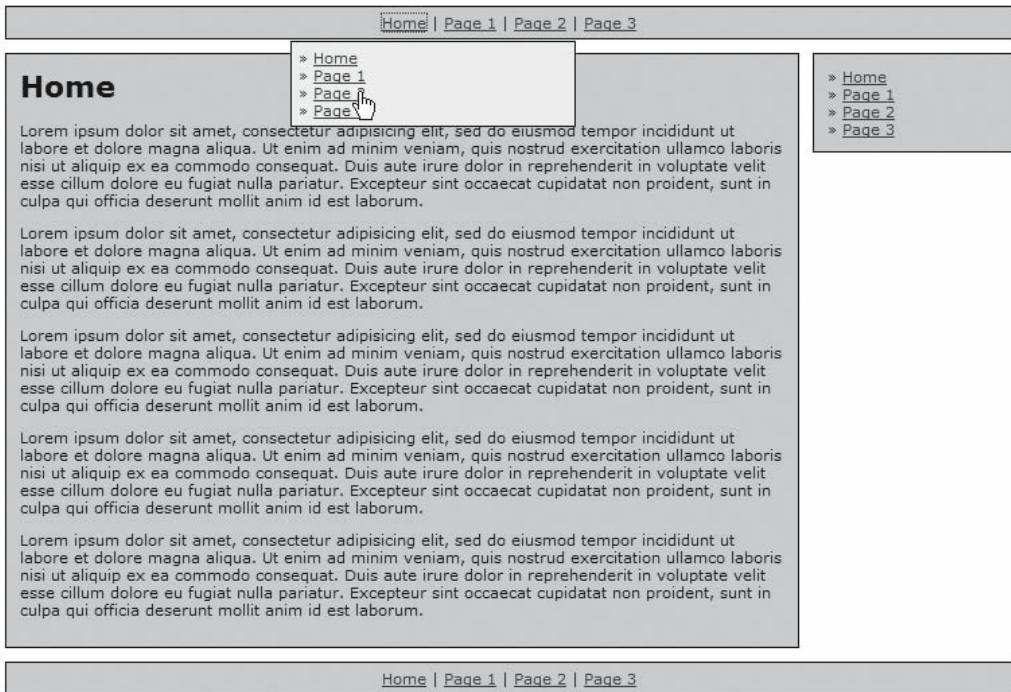 Home | Page 1 | Page 2 | Page 3
» Home
» Page 1
» Page
» Page
Home
Lorem ipsum dolor sit amet, consectetur adipisicing elit, sed do eiusmod tempor incididunt ut
labore et dolore magna aliqua. Ut enim ad minim veniam, quis nostrud exercitation ullamco laboris
nisi ut aliquip ex ea commodo consequat. Duis aute irure dolor in reprehenderit in voluptate velit
esse cillum dolore eu fugiat nulla pariatur. Excepteur sint occaecat cupidatat non proident, sunt in
culpa qui officia deserunt mollit anim id est laborum.
Lorem ipsum dolor sit amet, consectetur adipisicing elit, sed do eiusmod tempor incididunt ut
labore et dolore magna aliqua. Ut enim ad minim veniam, quis nostrud exercitation ullamco laboris
nisi ut aliquip ex ea commodo consequat. Duis aute irure dolor in reprehenderit in voluptate velit
esse cillum dolore eu fugiat nulla pariatur. Excepteur sint occaecat cupidatat non proident, sunt in
culpa qui officia deserunt mollit anim id est laborum.
Lorem ipsum dolor sit amet, consectetur adipisicing elit, sed do eiusmod tempor incididunt ut
labore et dolore magna aliqua. Ut enim ad minim veniam, quis nostrud exercitation ullamco laboris
nisi ut aliquip ex ea commodo consequat. Duis aute irure dolor in reprehenderit in voluptate velit
esse cillum dolore eu fugiat nulla pariatur. Excepteur sint occaecat cupidatat non proident, sunt in
culpa qui officia deserunt mollit anim id est laborum.
Lorem ipsum dolor sit amet, consectetur adipisicing elit, sed do eiusmod tempor incididunt ut
labore et dolore magna aliqua. Ut enim ad minim veniam, quis nostrud exercitation ullamco laboris
nisi ut aliquip ex ea commodo consequat. Duis aute irure dolor in reprehenderit in voluptate velit
esse cillum dolore eu fugiat nulla pariatur. Excepteur sint occaecat cupidatat non proident, sunt in
culpa qui officia deserunt mollit anim id est laborum.
Lorem ipsum dolor sit amet, consectetur adipisicing elit, sed do eiusmod tempor incididunt ut
labore et dolore magna aliqua. Ut enim ad minim veniam, quis nostrud exercitation ullamco laboris
nisi ut aliquip ex ea commodo consequat. Duis aute irure dolor in reprehenderit in voluptate velit
esse cillum dolore eu fugiat nulla pariatur. Excepteur sint occaecat cupidatat non proident, sunt in
culpa qui officia deserunt mollit anim id est laborum.
» Home
» Page 1
» Page 2
» Page 3
Home | Page 1 | Page 2 | Page 3